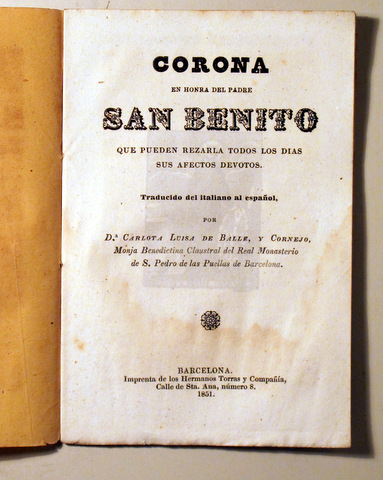 CORONA
EN HONRA DEL PADRE
SAN BENITO
QUE PUEDEN REZARLA TODOS LOS DIAS
SUS AFECTOS DEVOTOS.
Traducido del italiano al español,
POR
D.ª CARLOTA LUISA DE BALLE, Y CORNEJO,
Monja Benedictina Claustral del Real Monasterio
de S. Pedro de las Puellas de Barcelona.
BARCELONA.
Imprenta de los Hermanos Torras y Compañía,
Calle de Sta. Ana, número 8.
1851.